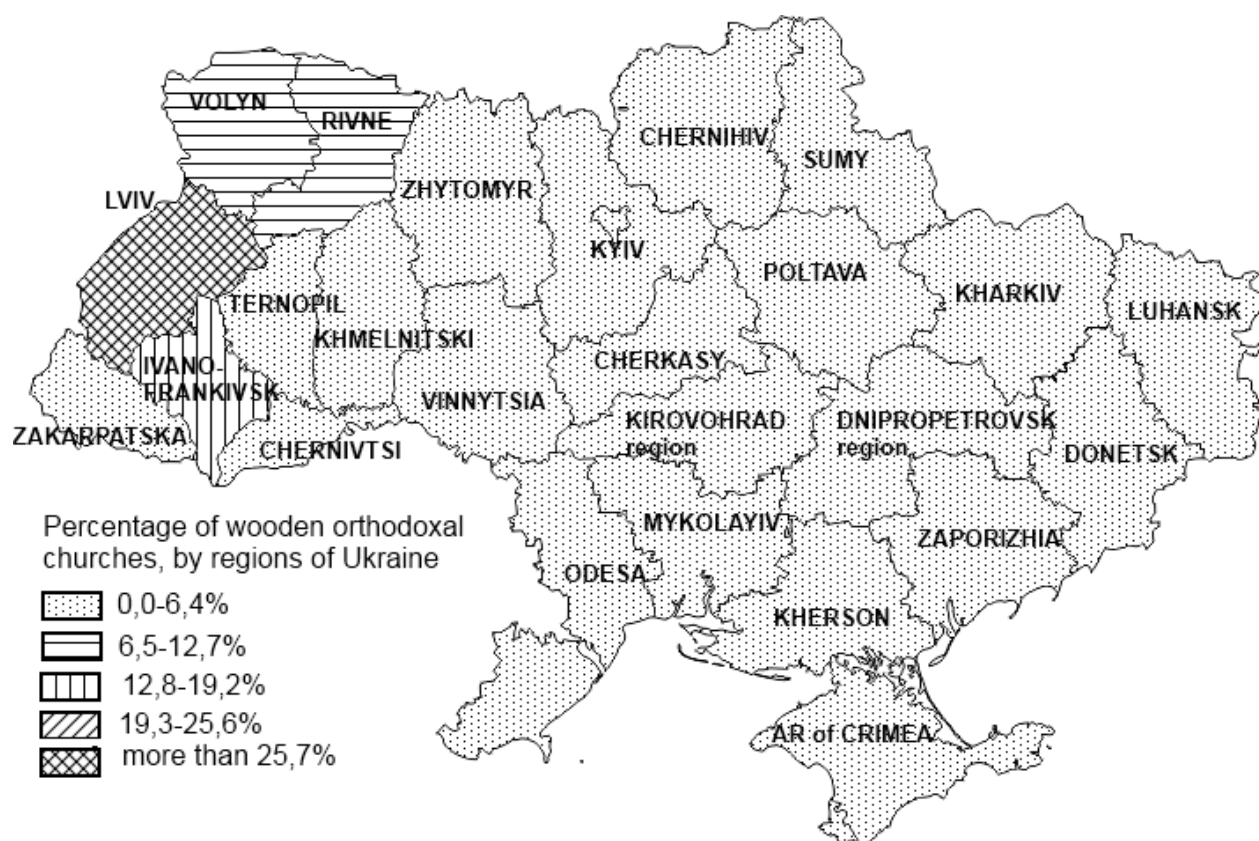 VOLYN
RIVNE
CHERNIHIV
SUMY
ZHYTOMYR
LVIV
KYIV
POLTAVA
KHARKIV
LUHANSK
TERNOPIL
KHMELNITSKI
CHERKASY
IVANO-
FRANKIVSK
VINNYTSIA
KIROVOHRAD
region
DNIPROPETROVSK
region
ZAKARPATSKA
CHERNIVTSI
DONETSK
MYKOLAYIV
ZAPORIZHIA
ODESA
KHERSON
AR of CRIMEA
Percentage of wooden orthodoxal
churches, by regions of Ukraine
0,0-6,4%
6,5-12,7%
12,8-19,2%
19,3-25,6%
more than 25,7%